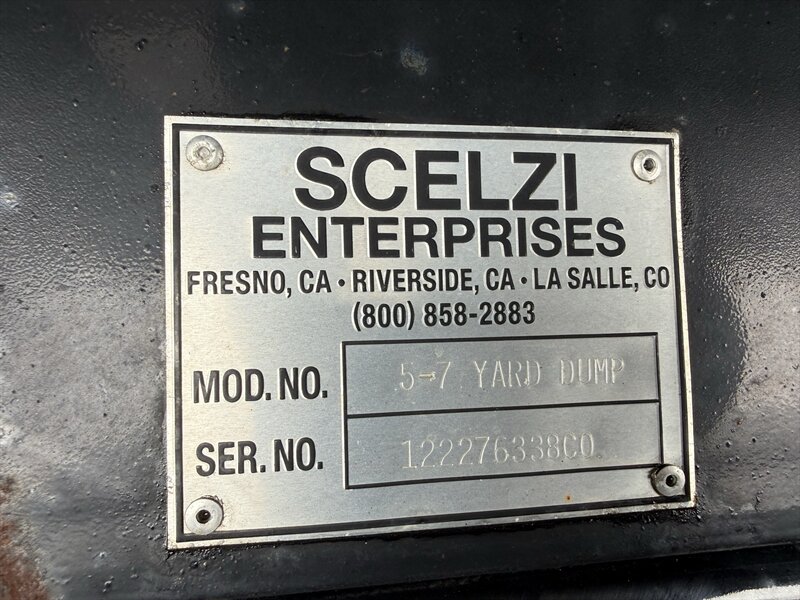 SCELZI
ENTERPRISES
FRESNO, CA • RIVERSIDE, CA • LA SALLE, CO
(800) 858-2883
MOD. NO. 5-7 YARD DUMP
SER. NO. 122276338CO